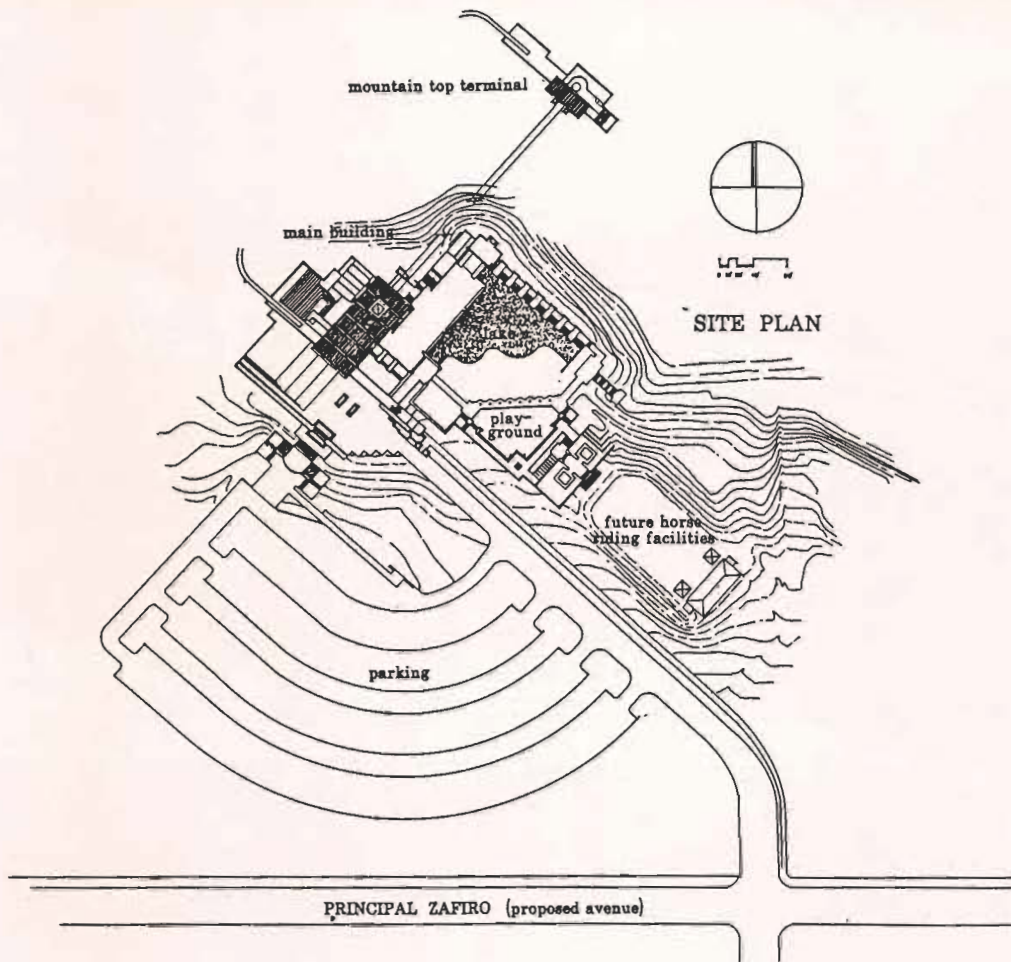 mountain top terminal
main building
SITE PLAN
lake
play-
ground
future horse
riding facilities
parking
PRINCIPAL ZAFIRO (proposed avenue)